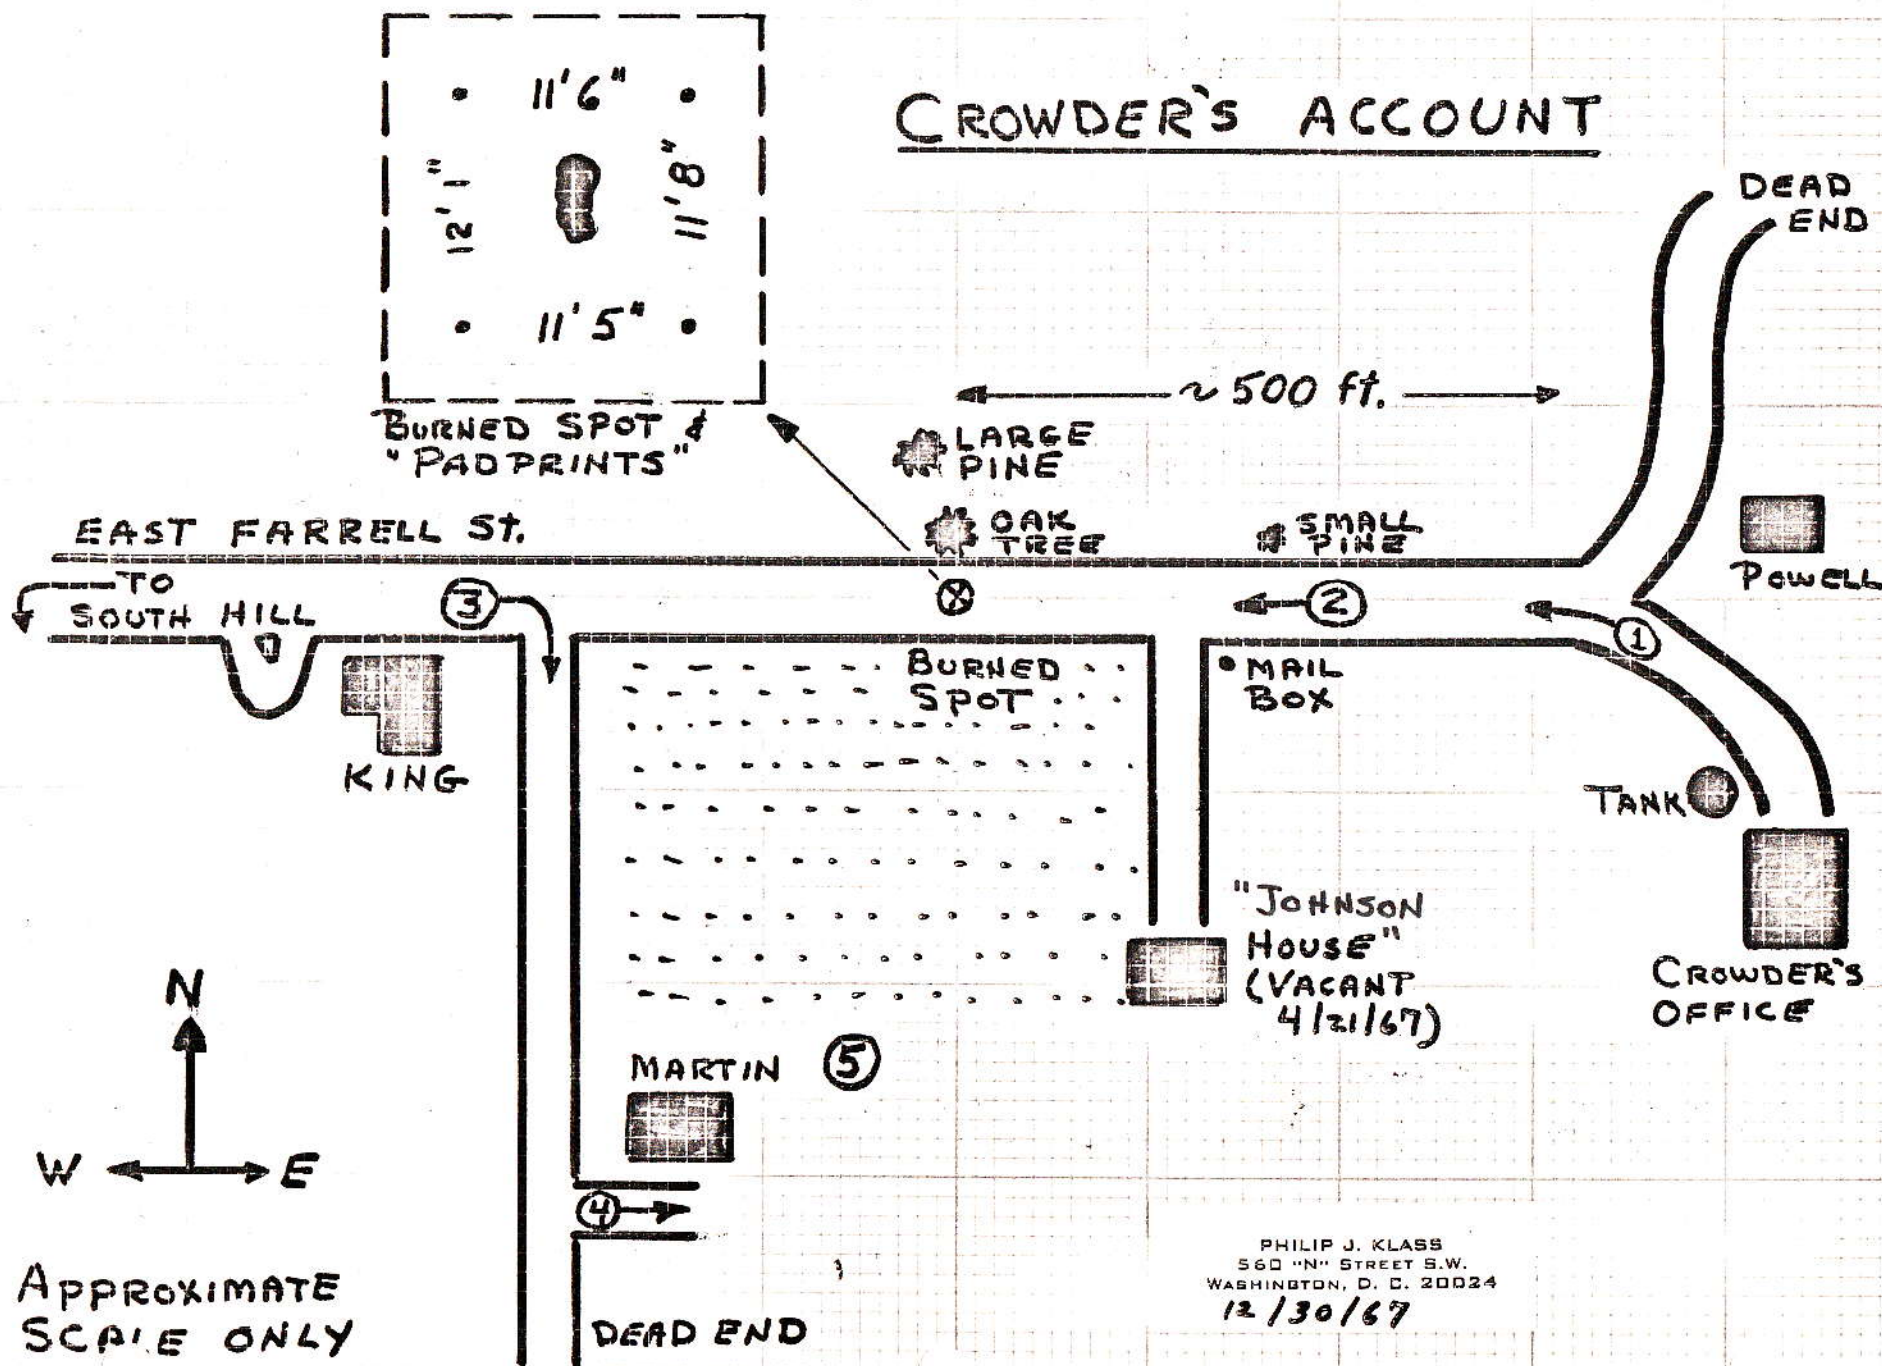 CROWDER'S ACCOUNT
11'6"
12'1"
11'8"
11'5"
BURNED SPOT &
"PADPRINTS"
DEAD
END
~ 500 ft.
LARGE
PINE
OAK
TREE
SMALL
PINE
POWELL
EAST FARRELL St.
TO
SOUTH HILL
3
X
2
1
BURNED
SPOT
MAIL
BOX
KING
TANK
"JOHNSON
HOUSE"
(VACANT
4/21/67)
CROWDER'S
OFFICE
N
W
E
MARTIN
5
4
APPROXIMATE
SCALE ONLY
DEAD END
PHILIP J. KLASS
560 "N" STREET S.W.
WASHINGTON, D. C. 20024
12/30/67